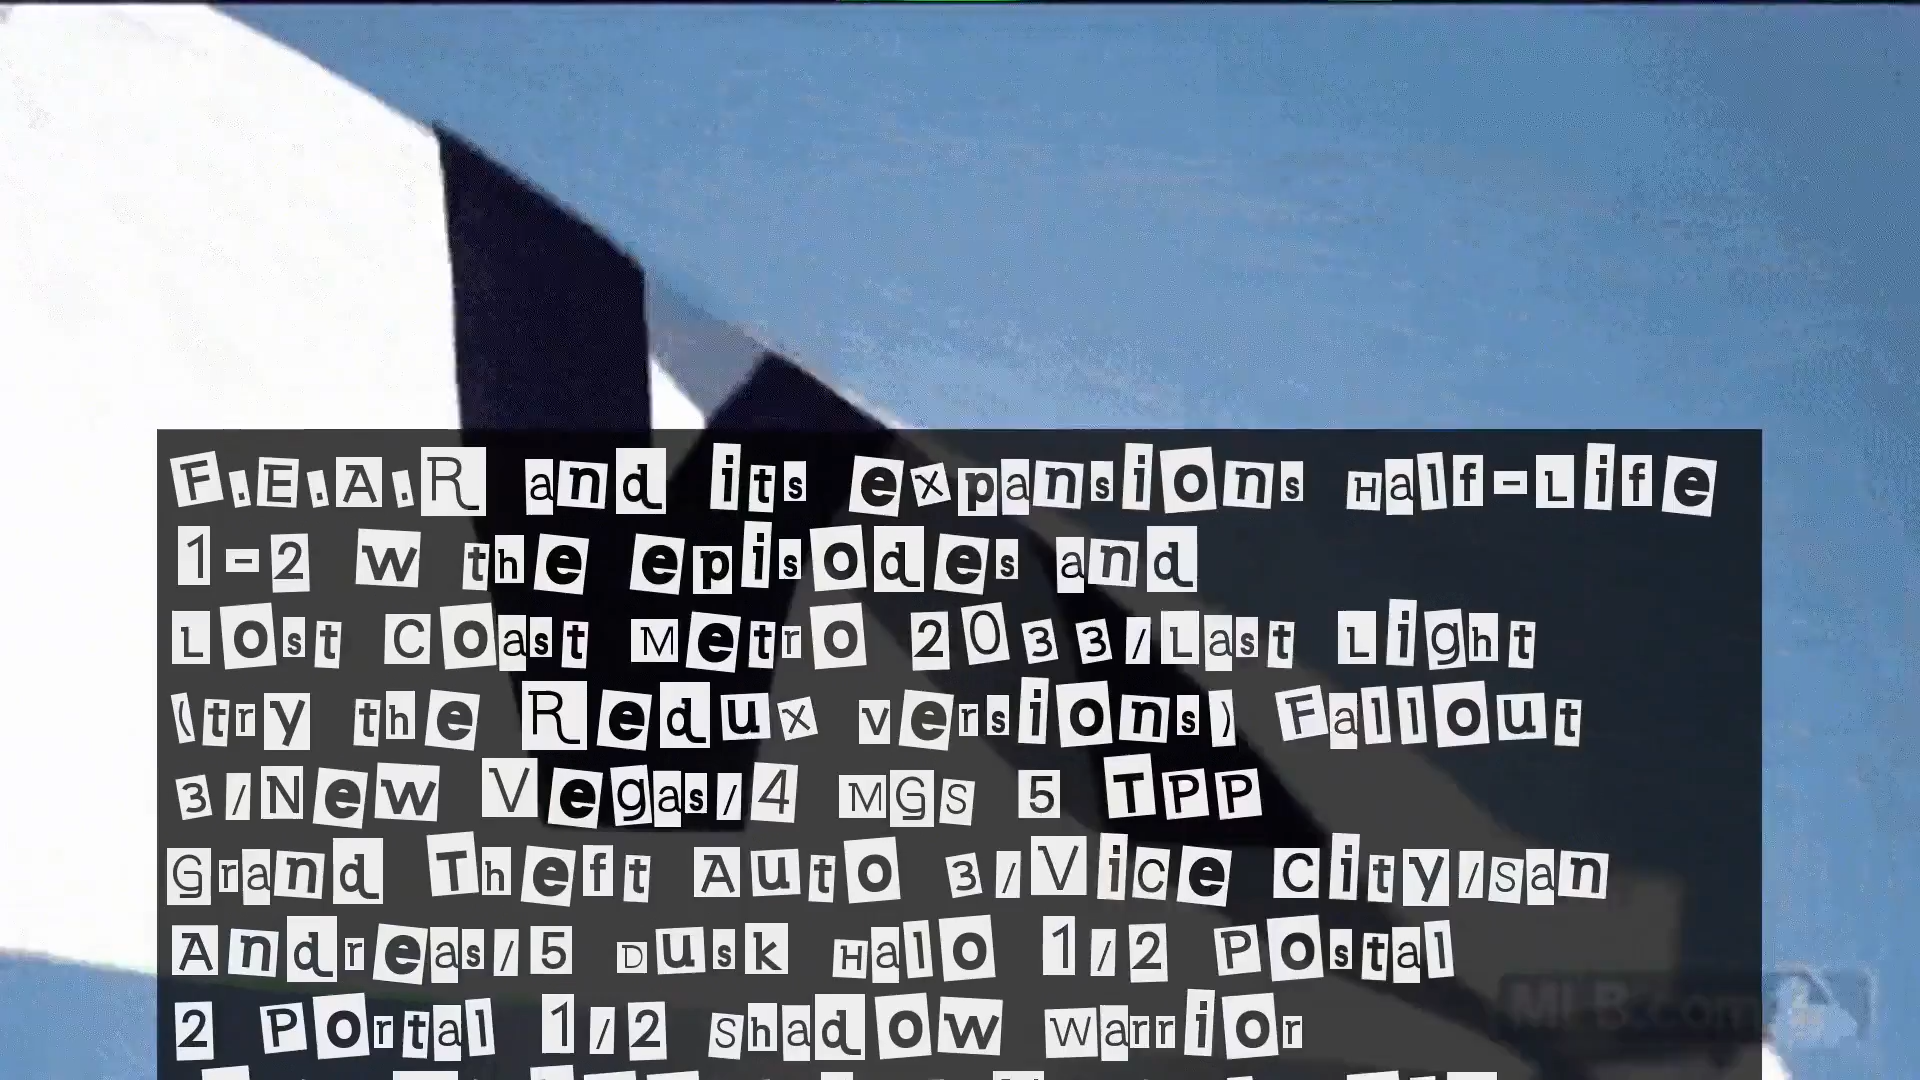 F.E.A.R and its expansions Half-Life
1-2 w the episodes and
Lost Coast Metro 2033/Last Light
(try the Redux versions) Fallout
3/New Vegas/4 MGS 5 TPP
Grand Theft Auto 3/Vice City/San
Andreas/5 Dusk Halo 1/2 Postal
2 Portal 1/2 Shadow Warrior
MLB.com